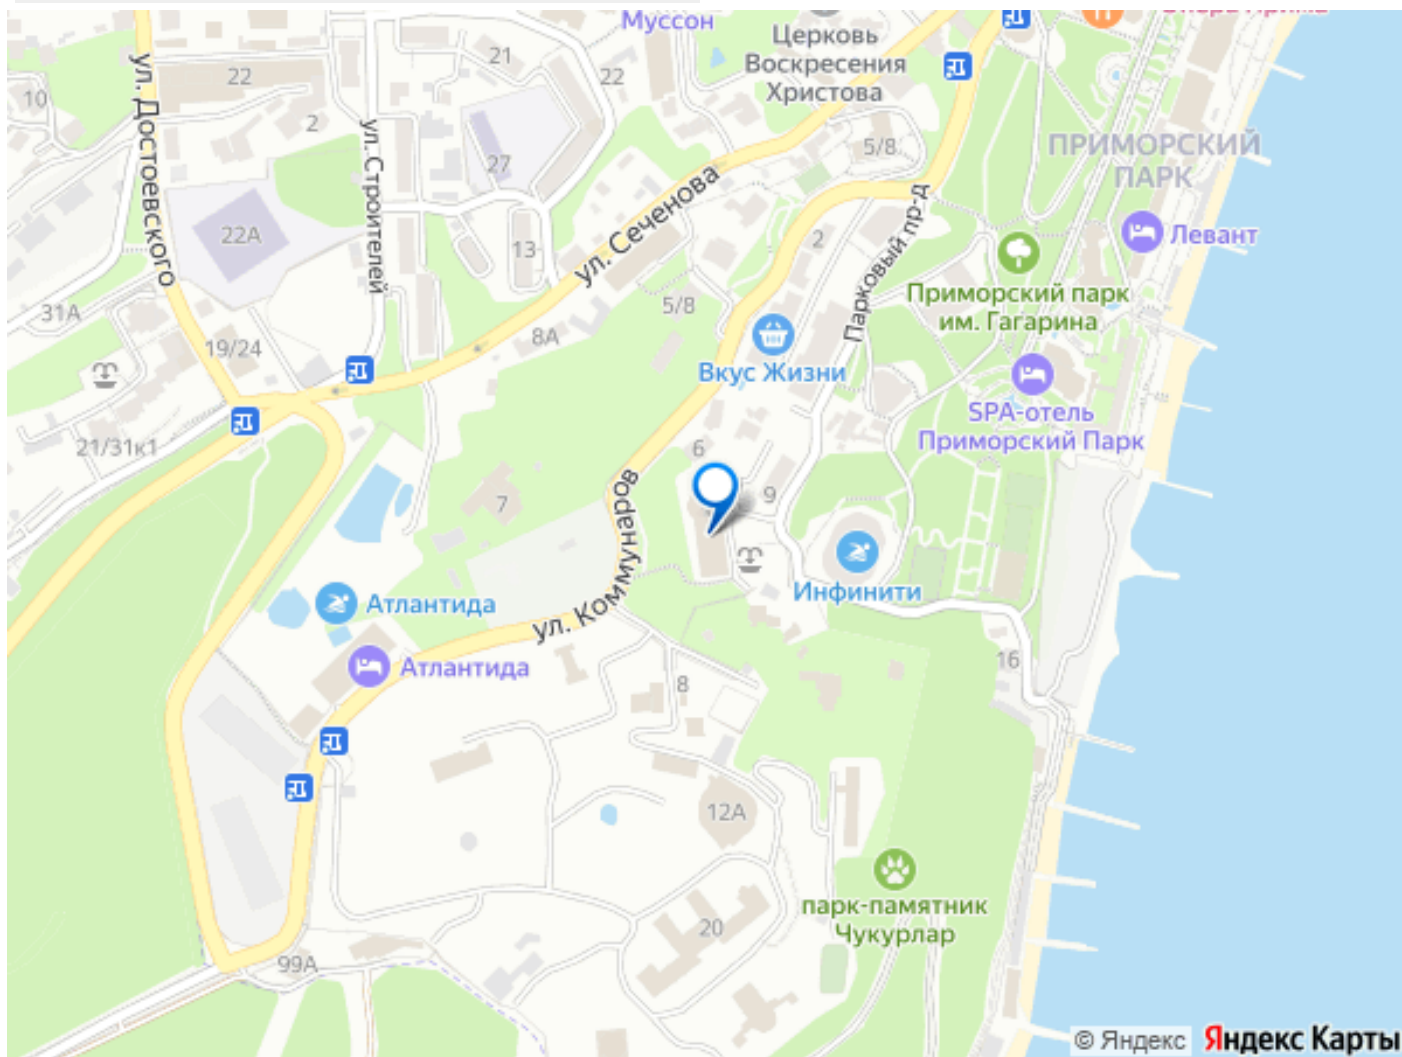 Муссон
Церковь
Воскресения
Христова
ул. Достоевского
22
21
22
10
2
ул. Строителей
27
5/8
ПРИМОРСКИЙ
ПАРК
ул. Сеченова
22А
13
2
Парковый пр-д
Левант
Приморский парк
им. Гагарина
31А
5/8
8А
19/24
Вкус Жизни
SPA-отель
Приморский Парк
21/31к1
6
7
9
ул. Коммунаров
Инфинити
Атлантида
Атлантида
8
16
12А
парк-памятник
Чукурлар
20
99А
© Яндекс Яндекс Карты